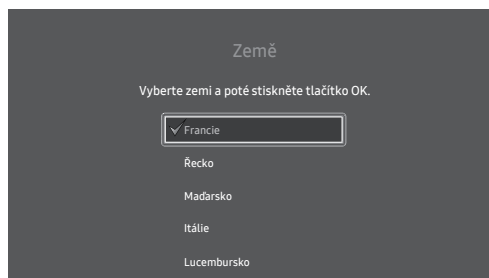 Země
Vyberte zemi a poté stiskněte tlačítko OK.
Francie
Řecko
Maďarsko
Itálie
Lucembursko